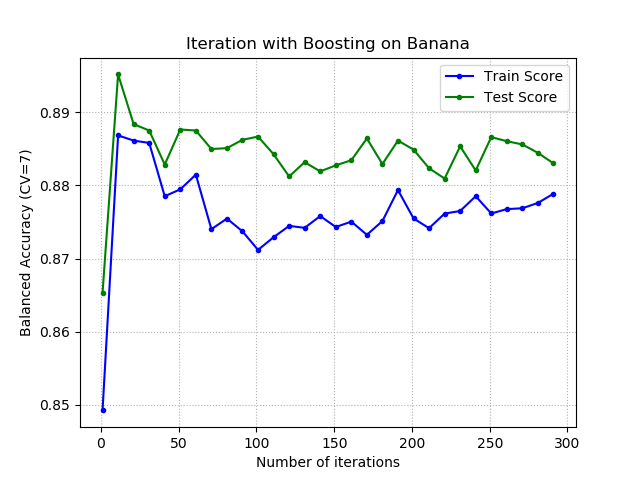 Iteration with Boosting on Banana
Train Score
Test Score
0.89
0.88
0.87
0.86
0.85
Balanced Accuracy (CV=7)
0 50 100 150 200 250 300
Number of iterations